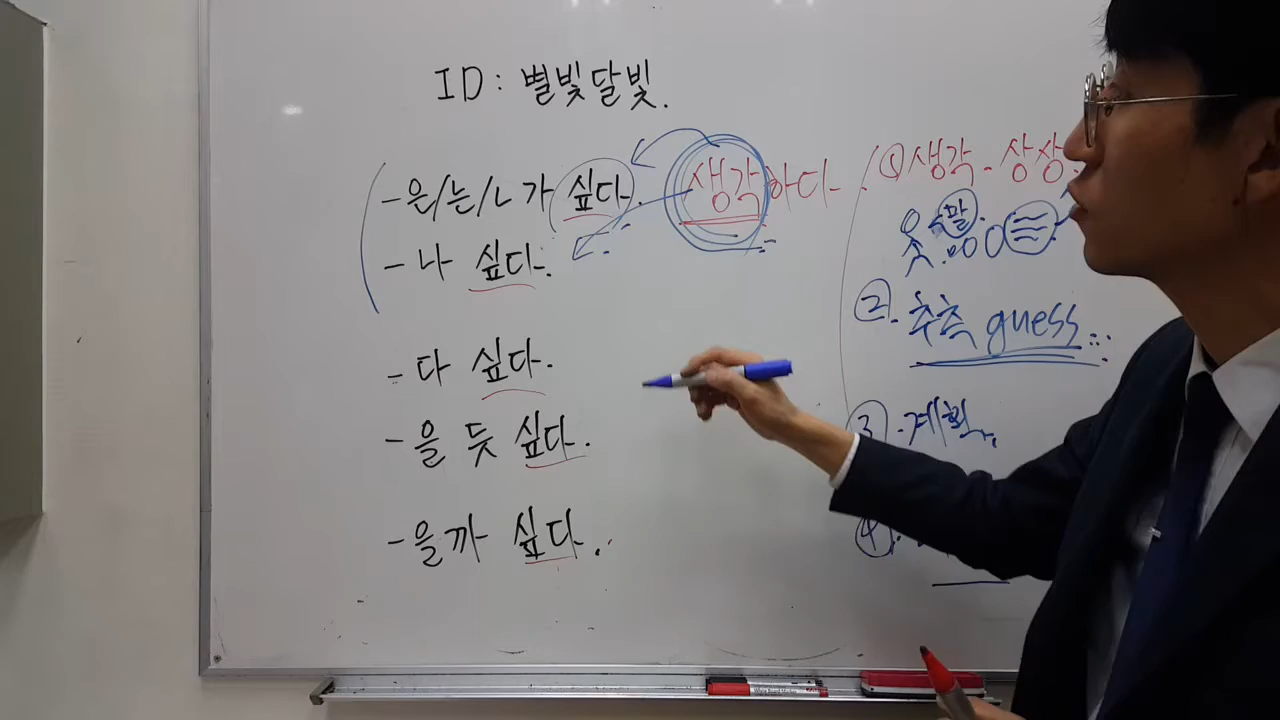 ID : 별빛달빛.
-은/는/ㄴ가 싶다. 생각하다.
-나 싶다.
-다 싶다.
-을 듯 싶다.
-을까 싶다.
① 생각 - 상상
말
② 추측 guess
③ 계획
④